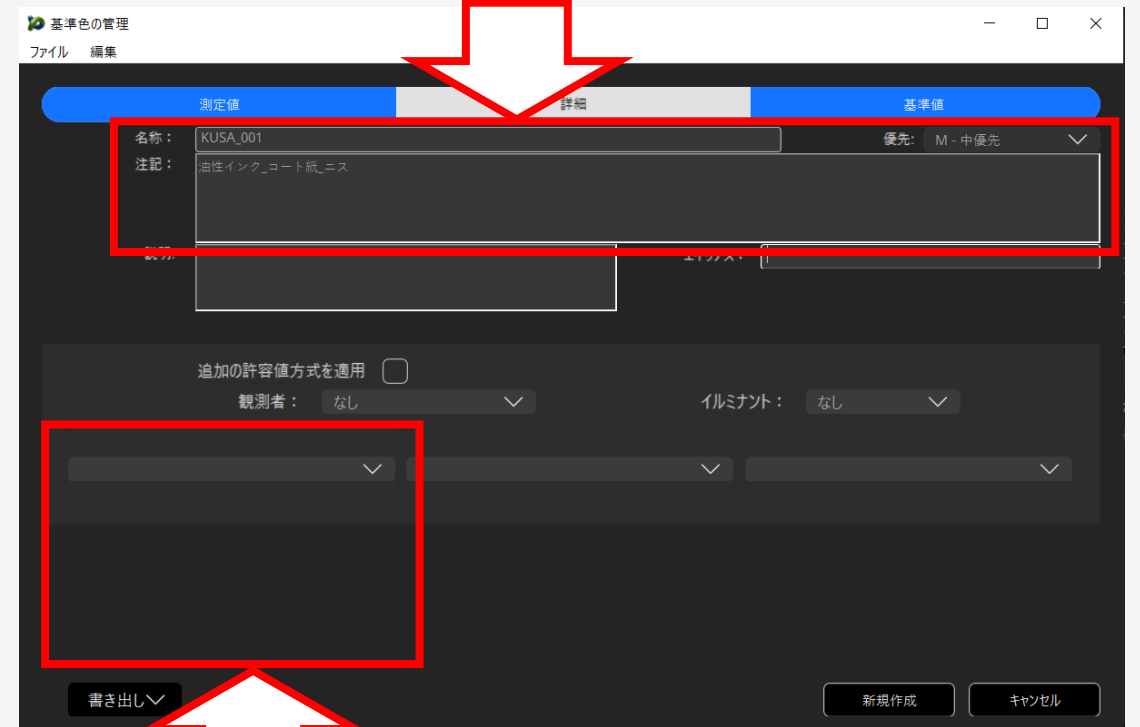 基準色の管理
ファイル 編集
測定値 詳細 基準値
名称： KUSA_001 優先: M - 中優先
注記： 油性インク_コート紙_ニス
追加の許容値方式を適用
観測者： なし イルミナント： なし
書き出し 新規作成 キャンセル